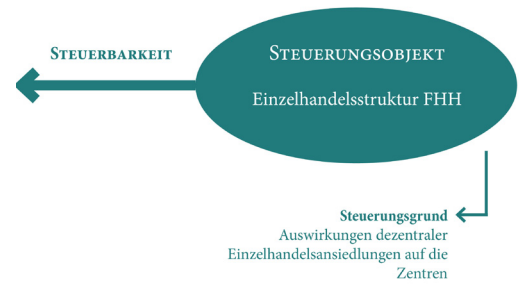 STEUERBARKEIT
STEUERUNGSOBJEKT
Einzelhandelsstruktur FHH
Steuerungsgrund
Auswirkungen dezentraler
Einzelhandelsansiedlungen auf die
Zentren